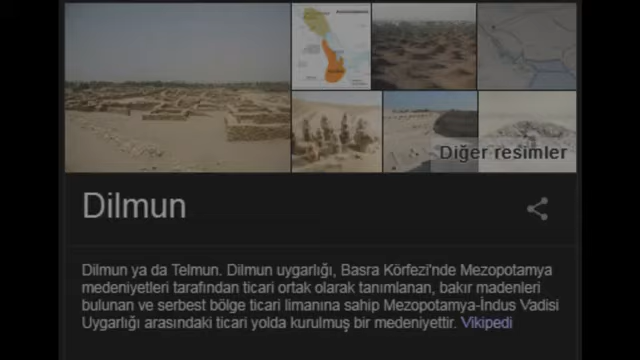 Diğer resimler
Dilmun
Dilmun ya da Telmun. Dilmun uygarlığı, Basra Körfezi'nde Mezopotamya
medeniyetleri tarafından ticari ortak olarak tanımlanan, bakır madenleri
bulunan ve serbest bölge ticari limanına sahip Mezopotamya-İndus Vadisi
Uygarlığı arasındaki ticari yolda kurulmuş bir medeniyettir. Vikipedi